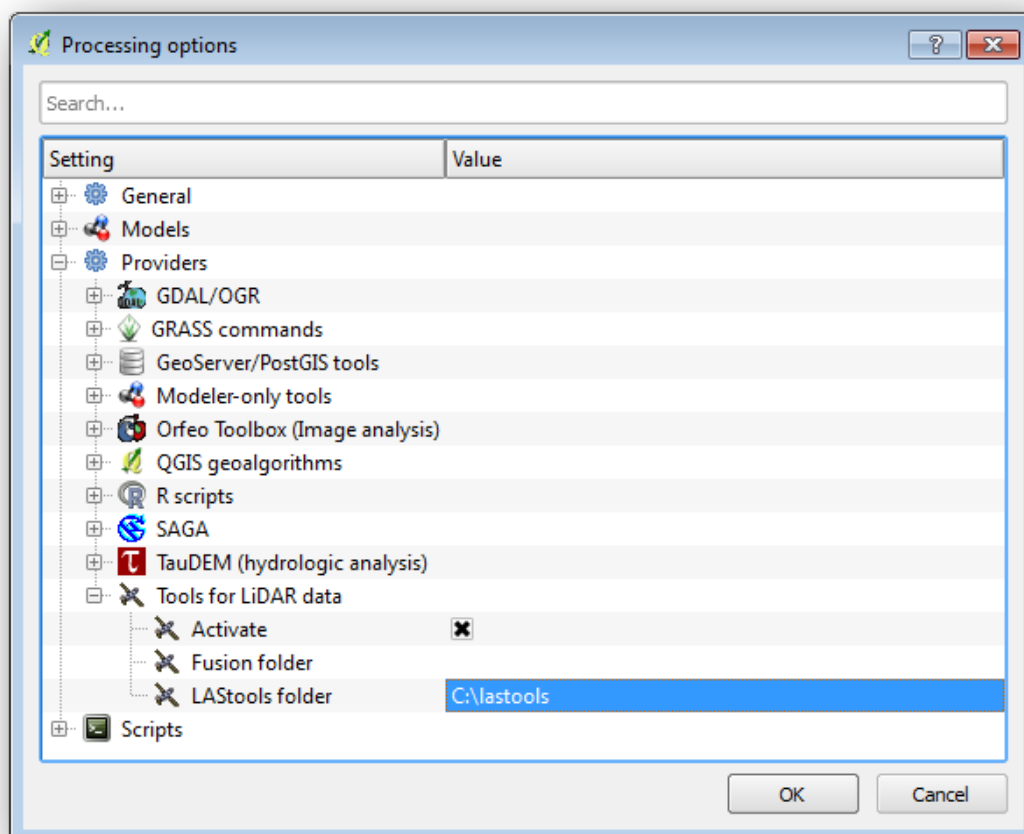 Processing options
Search...
Setting Value
General
Models
Providers
GDAL/OGR
GRASS commands
GeoServer/PostGIS tools
Modeler-only tools
Orfeo Toolbox (Image analysis)
QGIS geoalgorithms
R scripts
SAGA
TauDEM (hydrologic analysis)
Tools for LiDAR data
Activate
Fusion folder
LAStools folder C:\lastools
Scripts
OK Cancel